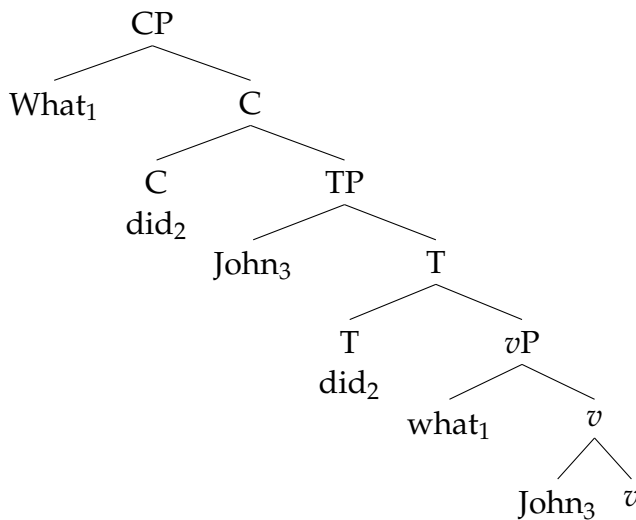 CP
What₁ C
C TP
did₂
John₃ T
T vP
did₂
what₁ v
John₃ v